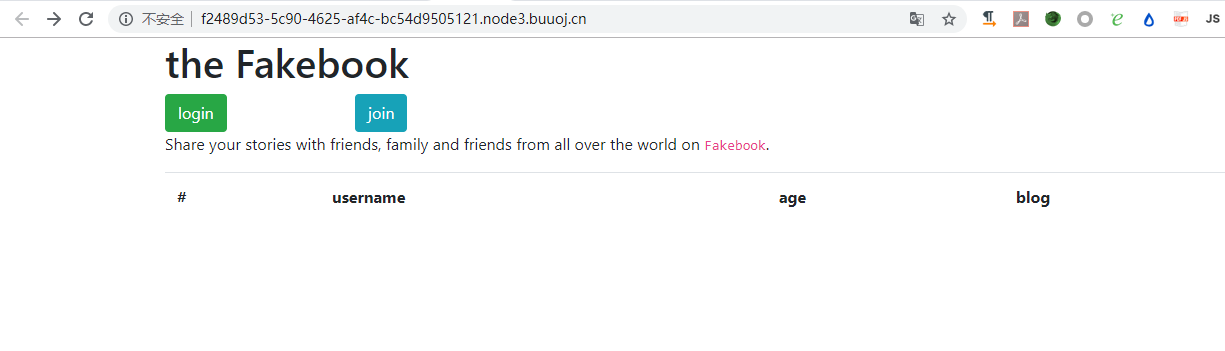 不安全 f2489d53-5c90-4625-af4c-bc54d9505121.node3.buuoj.cn
JS
the Fakebook
login join
Share your stories with friends, family and friends from all over the world on Fakebook.
# username age blog